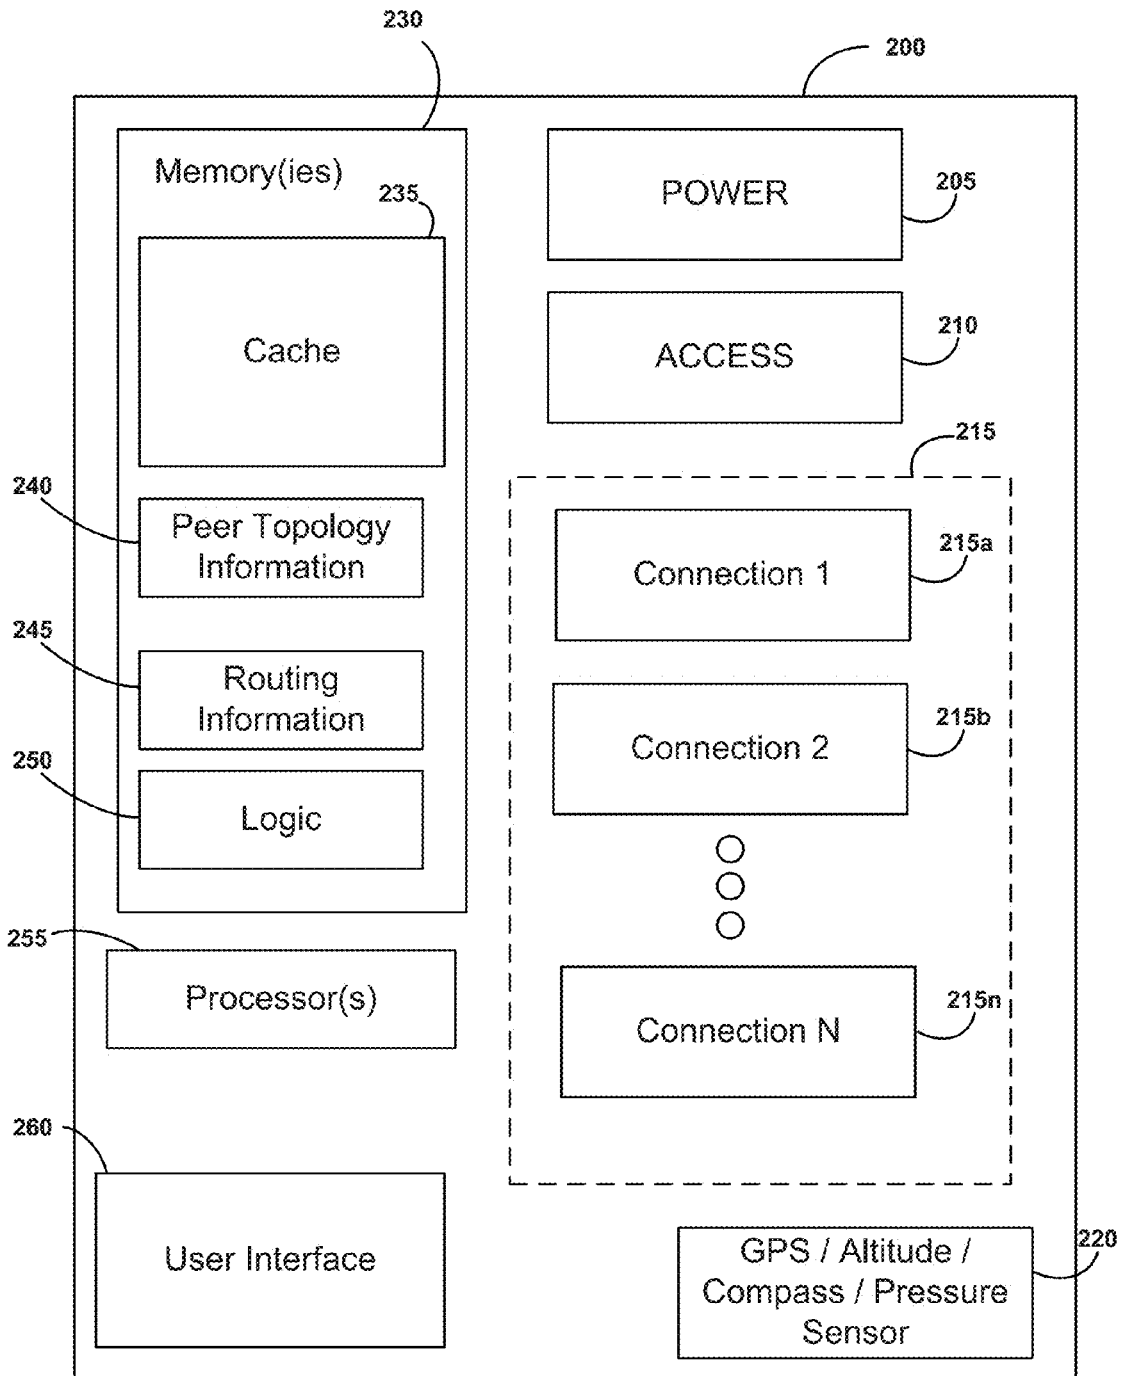 230
200
Memory(ies)
235
Cache
240
Peer Topology
Information
245
Routing
Information
250
Logic
255
Processor(s)
260
User Interface
POWER
205
ACCESS
210
215
Connection 1
215a
Connection 2
215b
Connection N
215n
GPS / Altitude /
Compass / Pressure
Sensor
220